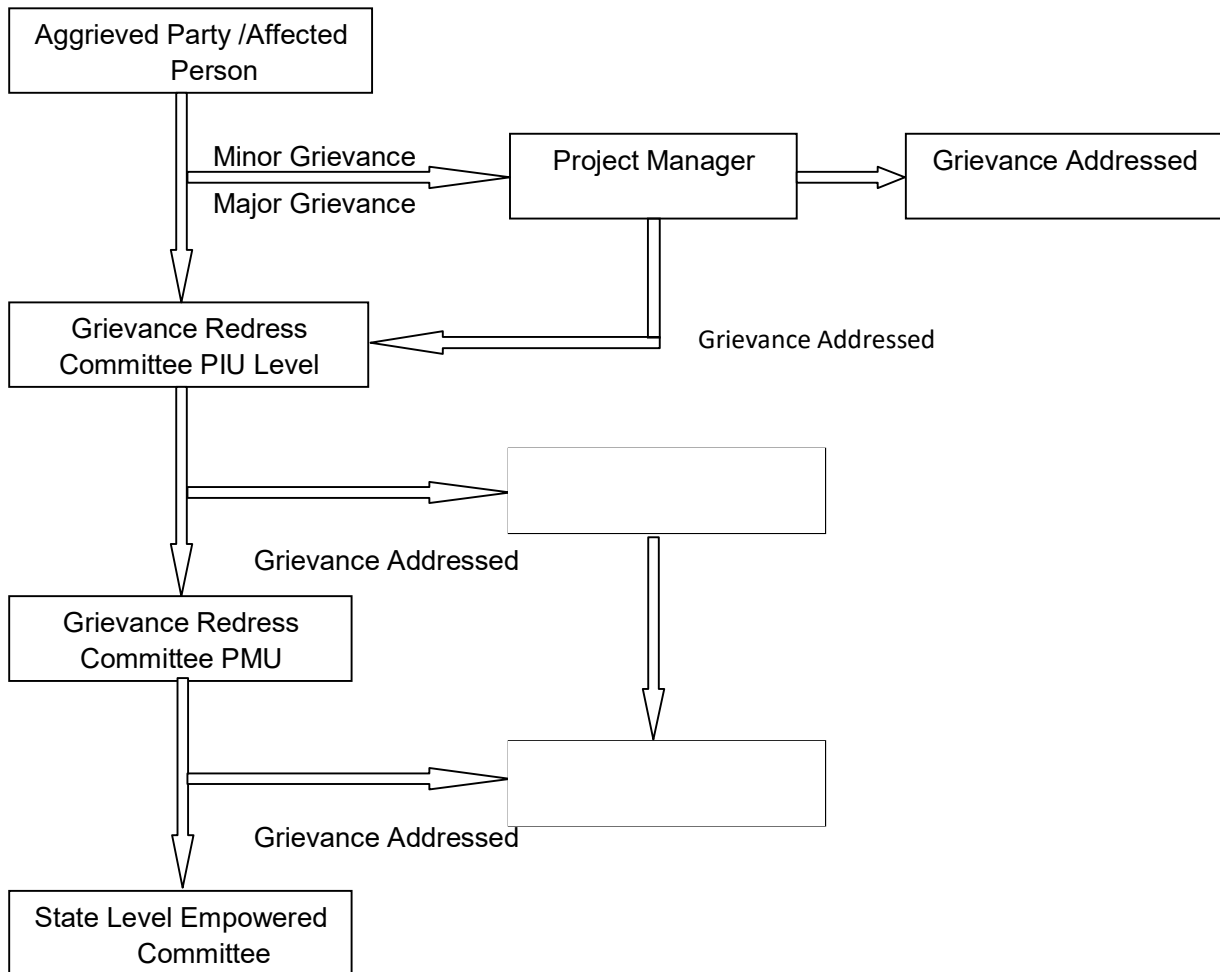 Aggrieved Party /Affected
Person
Minor Grievance
Project Manager
Grievance Addressed
Major Grievance
Grievance Redress
Committee PIU Level
Grievance Addressed
Grievance Addressed
Grievance Redress
Committee PMU
Grievance Addressed
State Level Empowered
Committee